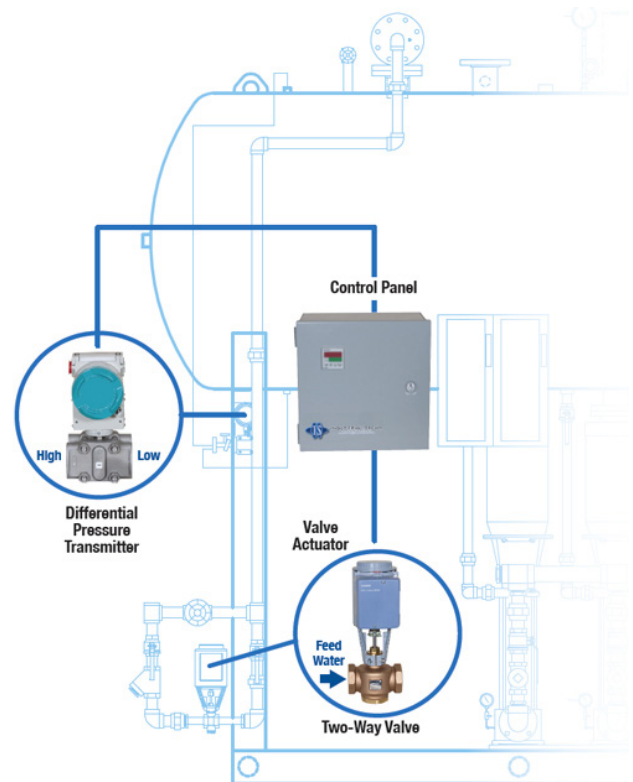 Control Panel
High
Low
Differential
Pressure
Transmitter
Valve
Actuator
Feed
Water
Two-Way Valve